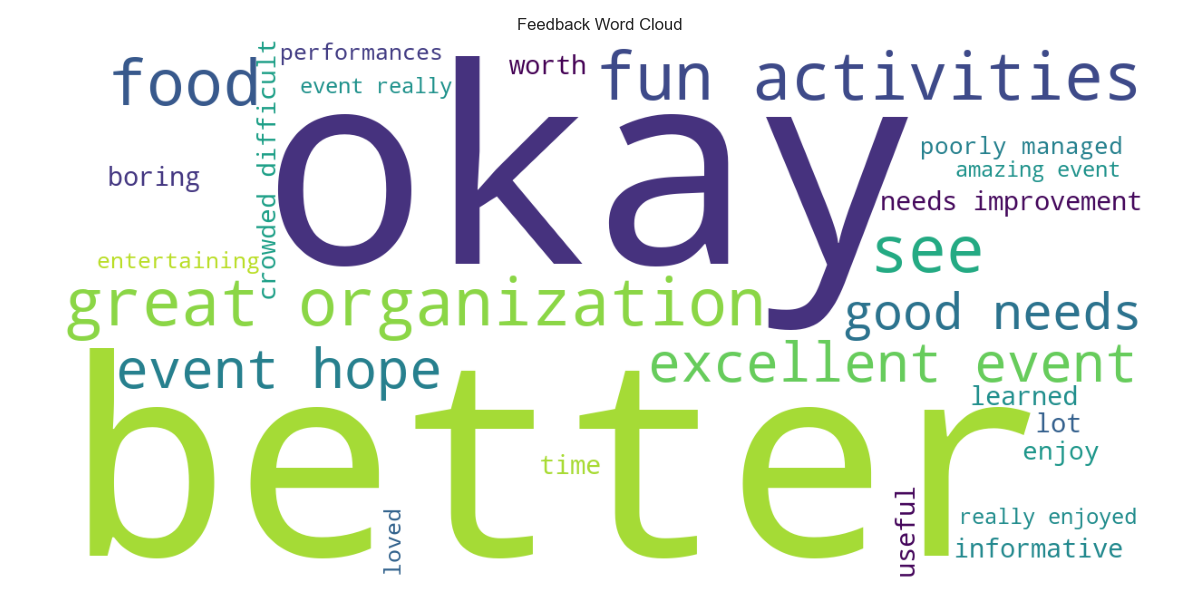 Feedback Word Cloud
performances
worth
food
fun activities
event really
okay
crowded difficult
poorly managed
amazing event
boring
needs improvement
see
entertaining
great organization
good needs
event hope
excellent event
better
learned
lot
enjoy
time
loved
useful
really enjoyed
informative